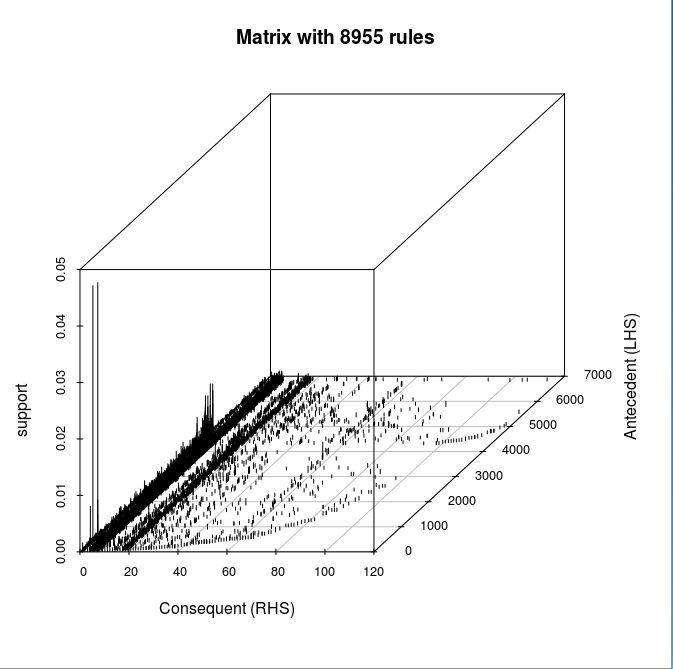 Matrix with 8955 rules
support
0.00 0.01 0.02 0.03 0.04 0.05
0 20 40 60 80 100 120
Consequent (RHS)
0 1000 2000 3000 4000 5000 6000 7000
Antecedent (LHS)